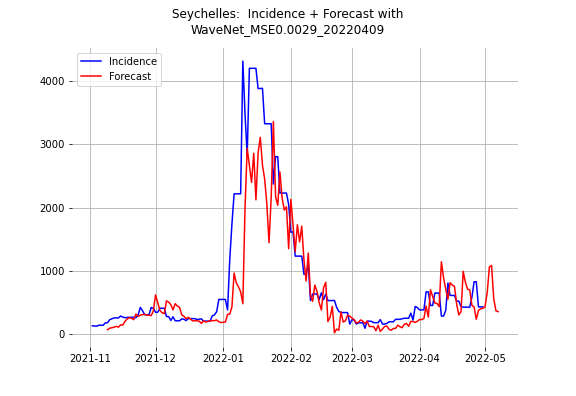 Seychelles:  Incidence + Forecast with
WaveNet_MSE0.0029_20220409
Incidence
Forecast
4000
3000
2000
1000
0
2021-11 2021-12 2022-01 2022-02 2022-03 2022-04 2022-05